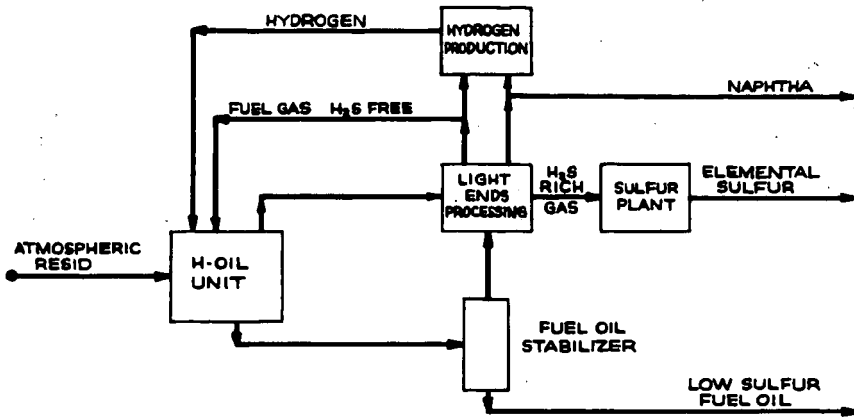 HYDROGEN
HYDROGEN
PRODUCTION
NAPHTHA
FUEL GAS H₂S FREE
LIGHT
ENDS
PROCESSING
H₂S
RICH
GAS
SULFUR
PLANT
ELEMENTAL
SULFUR
ATMOSPHERIC
RESID
H-OIL
UNIT
FUEL OIL
STABILIZER
LOW SULFUR
FUEL OIL